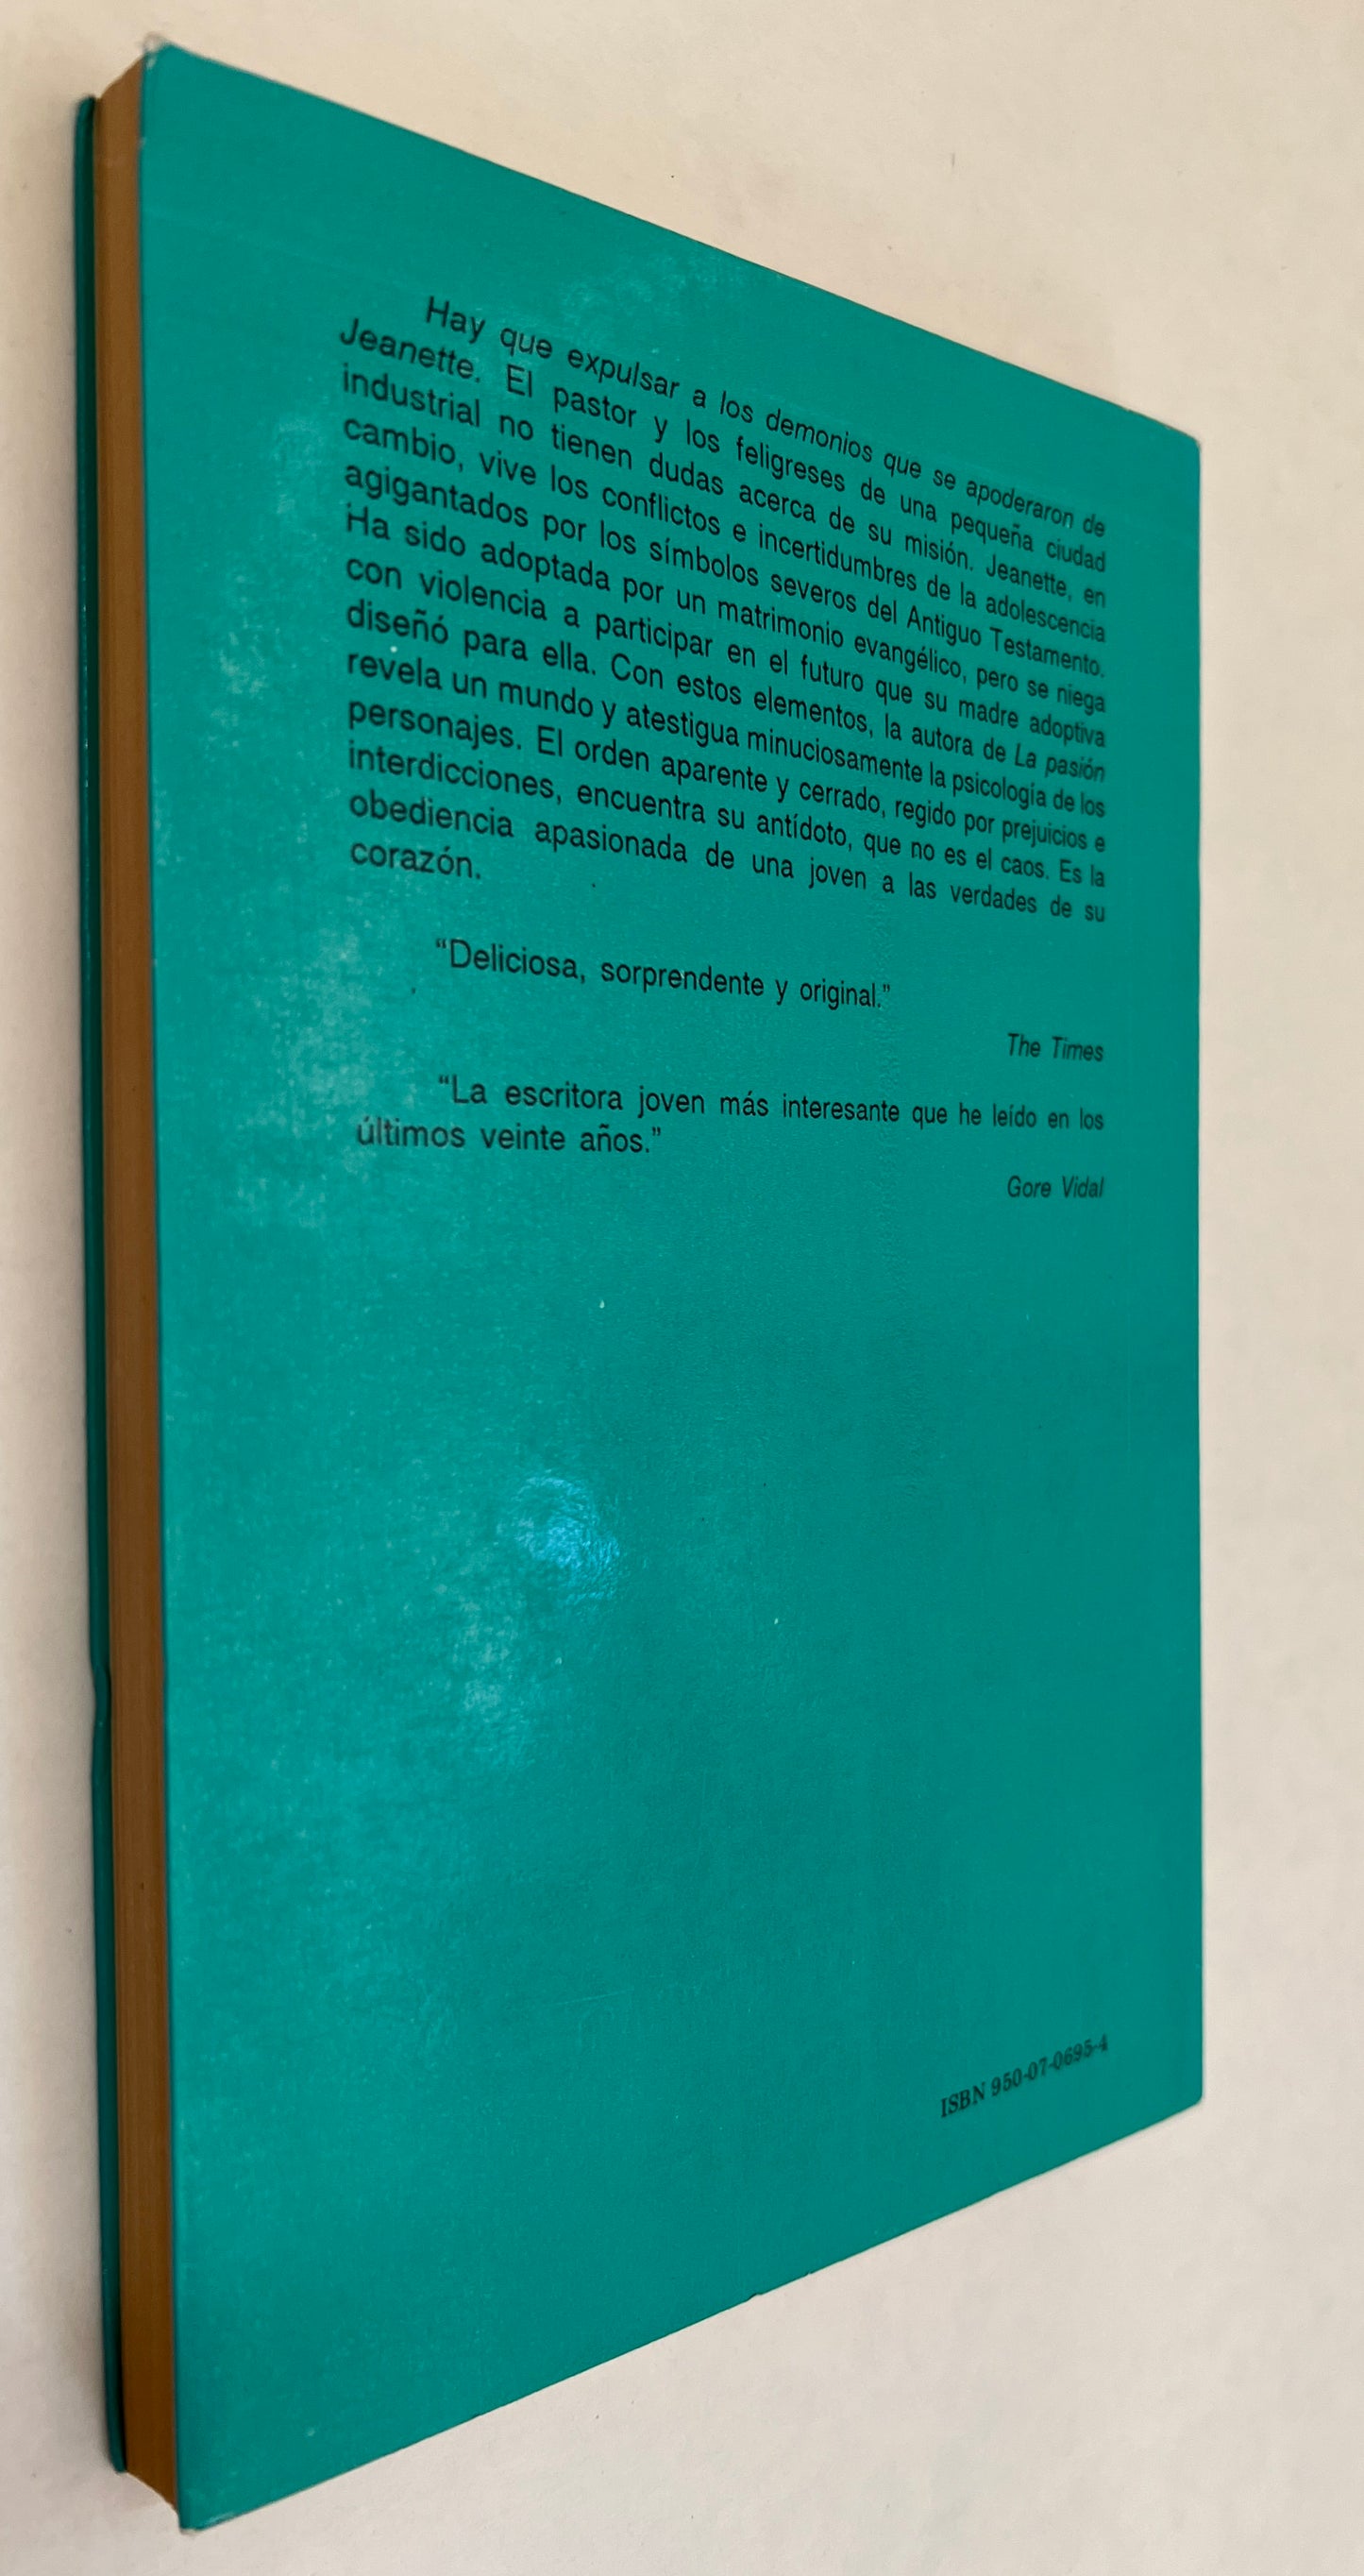 Hay que expulsar a los demonios que se apoderaron de
Jeanette. El pastor y los feligreses de una pequeña ciudad
industrial no tienen dudas acerca de su misión. Jeanette, en
cambio, vive los conflictos e incertidumbres de la adolescencia
agigantados por los símbolos severos del Antiguo Testamento.
Ha sido adoptada por un matrimonio evangélico, pero se niega
con violencia a participar en el futuro que su madre adoptiva
diseñó para ella. Con estos elementos, la autora de La pasión
revela un mundo y atestigua minuciosamente la psicología de los
personajes. El orden aparente y cerrado, regido por prejuicios e
interdicciones, encuentra su antídoto, que no es el caos. Es la
obediencia apasionada de una joven a las verdades de su
corazón.
“Deliciosa, sorprendente y original.”
The Times
“La escritora joven más interesante que he leído en los
últimos veinte años.”
Gore Vidal
ISBN 950-07-0695-4